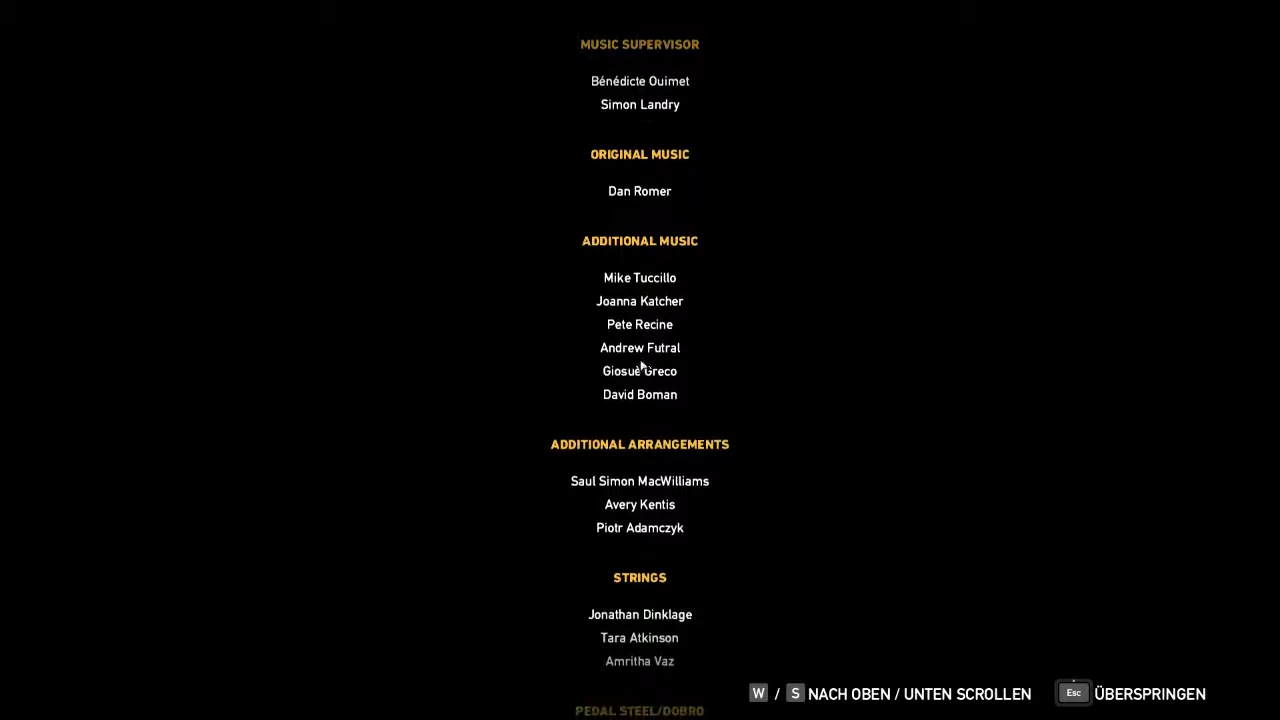 MUSIC SUPERVISOR
Bénédicte Ouimet
Simon Landry
ORIGINAL MUSIC
Dan Romer
ADDITIONAL MUSIC
Mike Tuccillo
Joanna Katcher
Pete Recine
Andrew Futral
Giosuè Greco
David Boman
ADDITIONAL ARRANGEMENTS
Saul Simon MacWilliams
Avery Kentis
Piotr Adamczyk
STRINGS
Jonathan Dinklage
Tara Atkinson
Amritha Vaz
W / S NACH OBEN / UNTEN SCROLLEN Esc ÜBERSPRINGEN
PEDAL STEEL/DOBRO